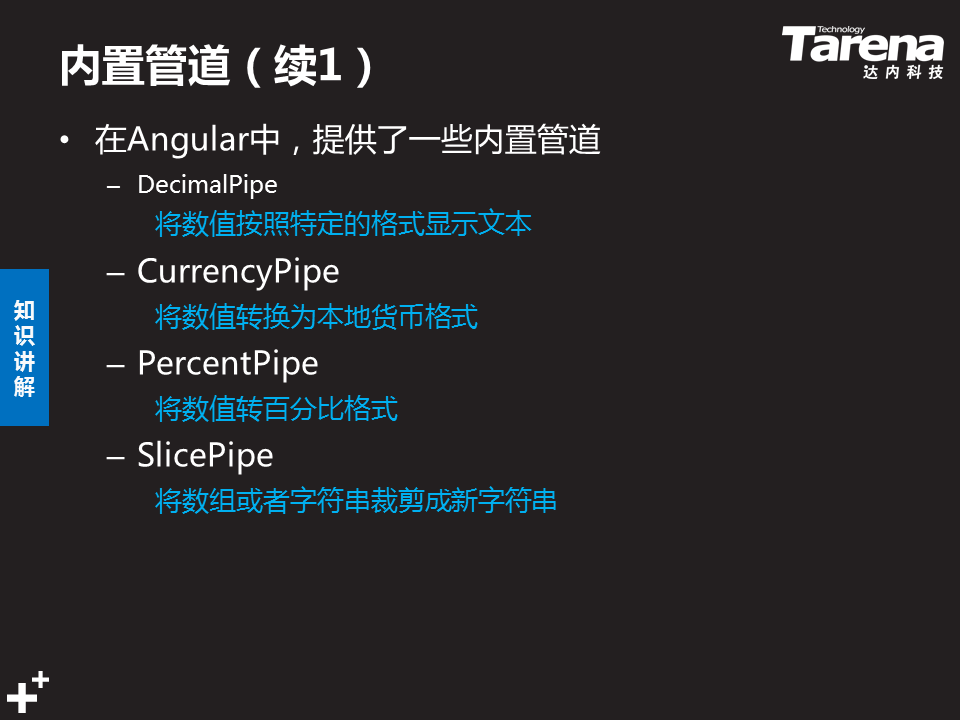 内置管道（续1）
Technology
Tarena
达内科技
• 在Angular中，提供了一些内置管道
– DecimalPipe
将数值按照特定的格式显示文本
– CurrencyPipe
将数值转换为本地货币格式
– PercentPipe
将数值转百分比格式
– SlicePipe
将数组或者字符串裁剪成新字符串
知
识
讲
解